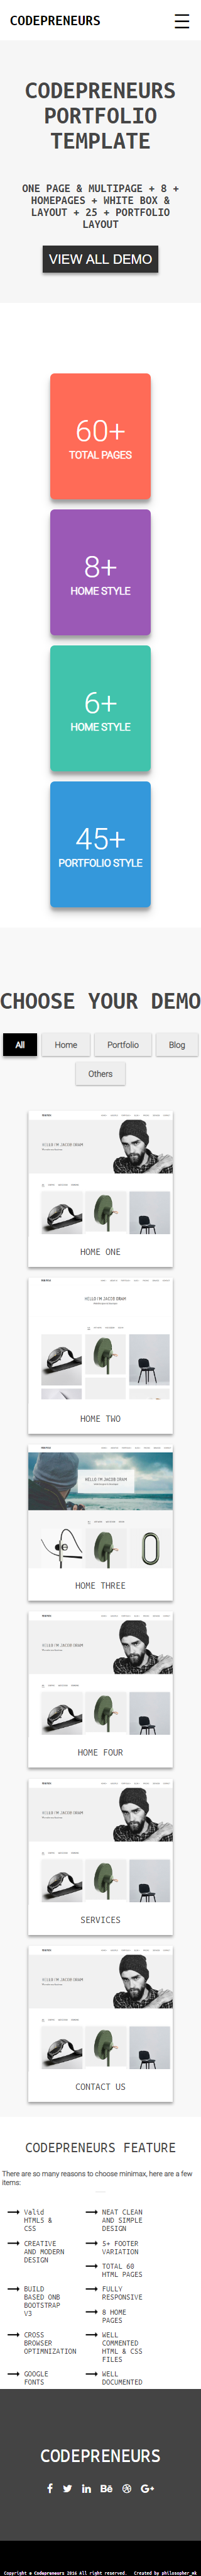 CODEPRENEURS
CODEPRENEURS
PORTFOLIO
TEMPLATE
ONE PAGE & MULTIPAGE + 8 +
HOMEPAGES + WHITE BOX &
LAYOUT + 25 + PORTFOLIO
LAYOUT
VIEW ALL DEMO
60+
TOTAL PAGES
8+
HOME STYLE
6+
HOME STYLE
45+
PORTFOLIO STYLE
CHOOSE YOUR DEMO
All Home Portfolio Blog
Others
HELLO I'M JACOB DRAM
HOME ONE
HELLO I'M JACOB DRAM
HOME TWO
HELLO I'M JACOB DRAM
HOME THREE
HELLO I'M JACOB DRAM
HOME FOUR
HELLO I'M JACOB DRAM
SERVICES
HELLO I'M JACOB DRAM
CONTACT US
CODEPRENEURS FEATURE
There are so many reasons to choose minimax, here are a few
items:
Valid
HTML5 &
CSS
CREATIVE
AND MODERN
DESIGN
BUILD
BASED ONB
BOOTSTRAP
V3
CROSS
BROWSER
OPTIMNIZATION
GOOGLE
FONTS
NEAT CLEAN
AND SIMPLE
DESIGN
5+ FOOTER
VARIATION
TOTAL 60
HTML PAGES
FULLY
RESPONSIVE
8 HOME
PAGES
WELL
COMMENTED
HTML & CSS
FILES
WELL
DOCUMENTED
CODEPRENEURS
Copyright © Codepreneurs 2016 All right reserved. Created by philosopher_mk